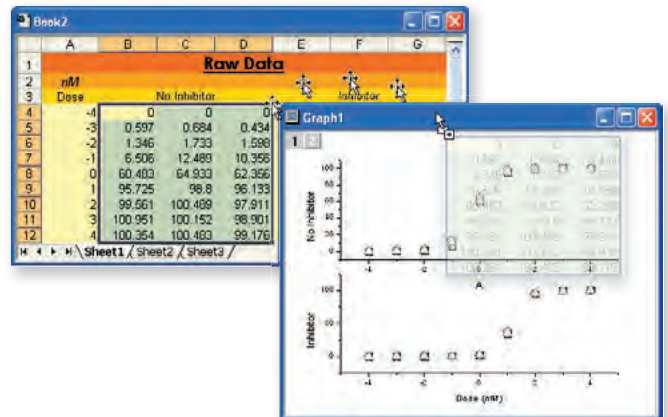 Book2
A B C D E F G
1 Raw Data
2 nM
3 Dose No Inhibitor Inhibitor
4 -4 0 0 0
5 -3 0.597 0.684 0.434
6 -2 1.346 1.733 1.598
7 -1 6.506 12.489 10.356
8 0 60.483 64.933 62.356
9 1 95.725 98.8 96.133
10 2 99.561 100.489 97.911
11 3 100.951 100.152 98.901
12 4 100.354 100.483 99.176
Sheet1 Sheet2 Sheet3
Graph1
1 2
No Inhibitor
100
50
0
-4 -2 0 2 4
A
Inhibitor
100
50
0
-4 -2 0 2 4
Dose (nM)